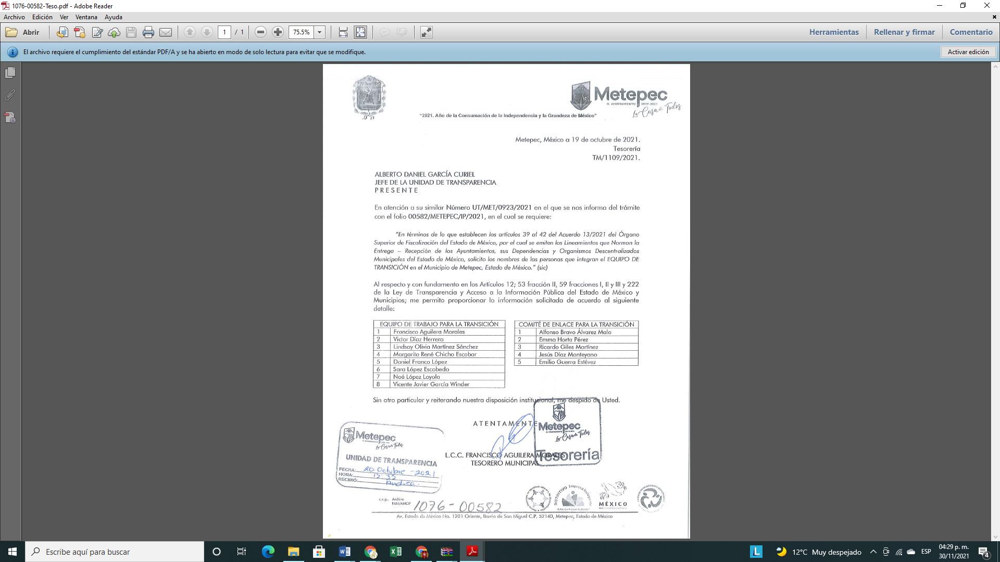 1076-00582-Teso.pdf - Adobe Reader
Archivo Edición Ver Ventana Ayuda
Abrir
1 / 1
75.5%
Herramientas Rellenar y firmar Comentario
El archivo requiere el cumplimiento del estándar PDF/A y se ha abierto en modo de solo lectura para evitar que se modifique.
Activar edición
Metepec
H. AYUNTAMIENTO 2019-2021
La Casa de Todos
"2021. Año de la Consumación de la Independencia y la Grandeza de México"
Metepec, México a 19 de octubre de 2021.
Tesorería
TM/1109/2021.
ALBERTO DANIEL GARCÍA CURIEL
JEFE DE LA UNIDAD DE TRANSPARENCIA
P R E S E N T E
En atención a su similar Número UT/MET/0923/2021 en el que se nos informa del trámite
con el folio 00582/METEPEC/IP/2021, en el cual se requiere:
"En términos de lo que establecen los artículos 39 al 42 del Acuerdo 13/2021 del Órgano
Superior de Fiscalización del Estado de México, por el cual se emiten los Lineamientos que Norman la
Entrega – Recepción de los Ayuntamientos, sus Dependencias y Organismos Descentralizados
Municipales del Estado de México, solicito los nombres de las personas que integran el EQUIPO DE
TRANSICIÓN en el Municipio de Metepec, Estado de México." (sic)
Al respecto y con fundamento en los Artículos 12; 53 fracción II, 59 fracciones I, II y III y 222
de la Ley de Transparencia y Acceso a la Información Pública del Estado de México y
Municipios; me permito proporcionar la información solicitada de acuerdo al siguiente
detalle:
EQUIPO DE TRABAJO PARA LA TRANSICIÓN
1 Francisco Aguilera Morales
2 Victor Díaz Herrera
3 Lindsay Olivia Martínez Sánchez
4 Margarito René Chicho Escobar
5 Daniel Franco López
6 Sara López Escobedo
7 Noé López Loyola
8 Vicente Javier García Winder
COMITÉ DE ENLACE PARA LA TRANSICIÓN
1 Alfonso Bravo Álvarez Malo
2 Emma Horta Pérez
3 Ricardo Giles Martínez
4 Jesús Díaz Monteyano
5 Emilio Guerra Estévez
Sin otro particular y reiterando nuestra disposición institucional, me despido de Usted.
A T E N T A M E N T E
Metepec
La Casa de Todos
Tesorería
L.C.C. FRANCISCO AGUILERA MORALES
TESORERO MUNICIPAL
Metepec
La Casa de Todos
UNIDAD DE TRANSPARENCIA
FECHA: 20-Octubre-2021
HORA: 15:32
RECIBIÓ: Andrea.
c.c.p.- Archivo
FAM/AMOF
1076-00582
DISTINTIVO Empresa Incluyente
Gilberto Rincón Gallardo
MÉXICO
Av. Estado de México No. 1201 Oriente, Barrio de San Miguel C.P. 52140, Metepec, Estado de México
Escribe aquí para buscar
L
12°C Muy despejado
ESP
04:29 p. m.
30/11/2021
4